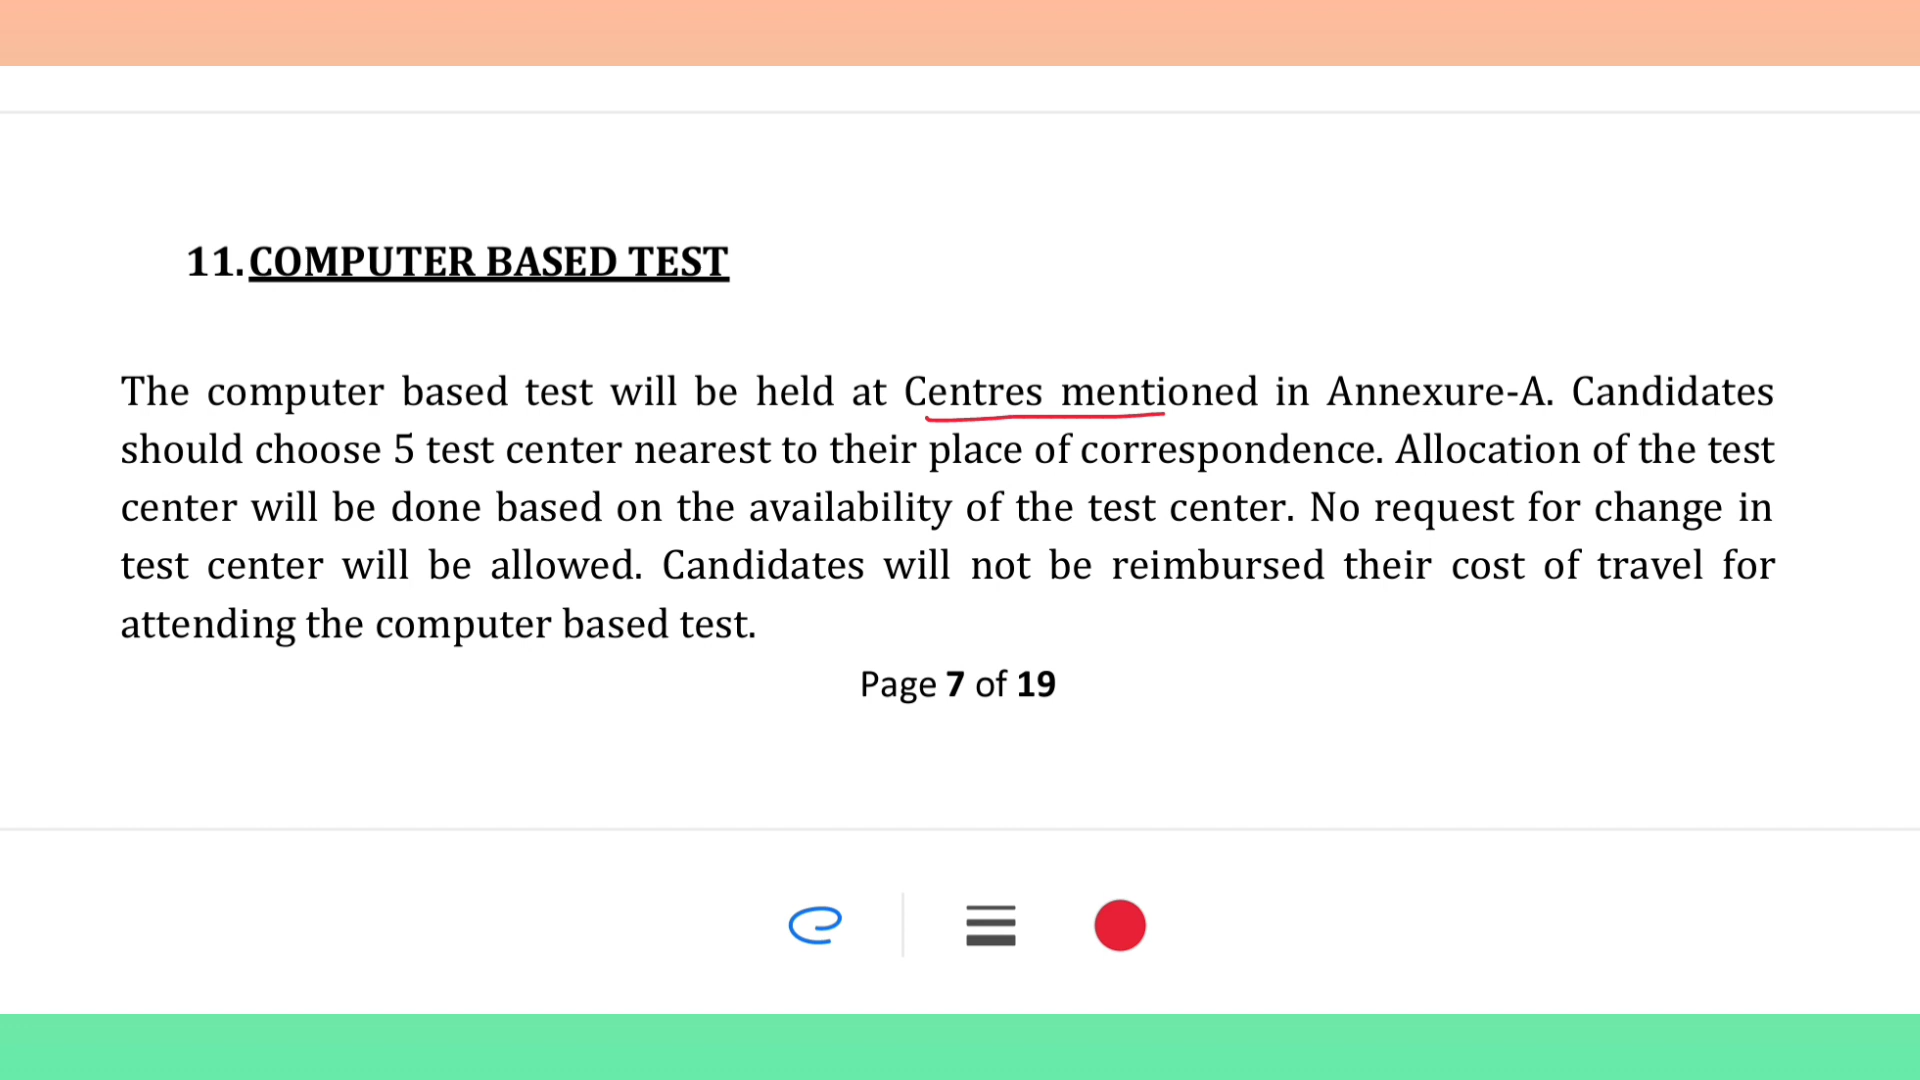 11.COMPUTER BASED TEST
The computer based test will be held at Centres mentioned in Annexure-A. Candidates
should choose 5 test center nearest to their place of correspondence. Allocation of the test
center will be done based on the availability of the test center. No request for change in
test center will be allowed. Candidates will not be reimbursed their cost of travel for
attending the computer based test.
Page 7 of 19